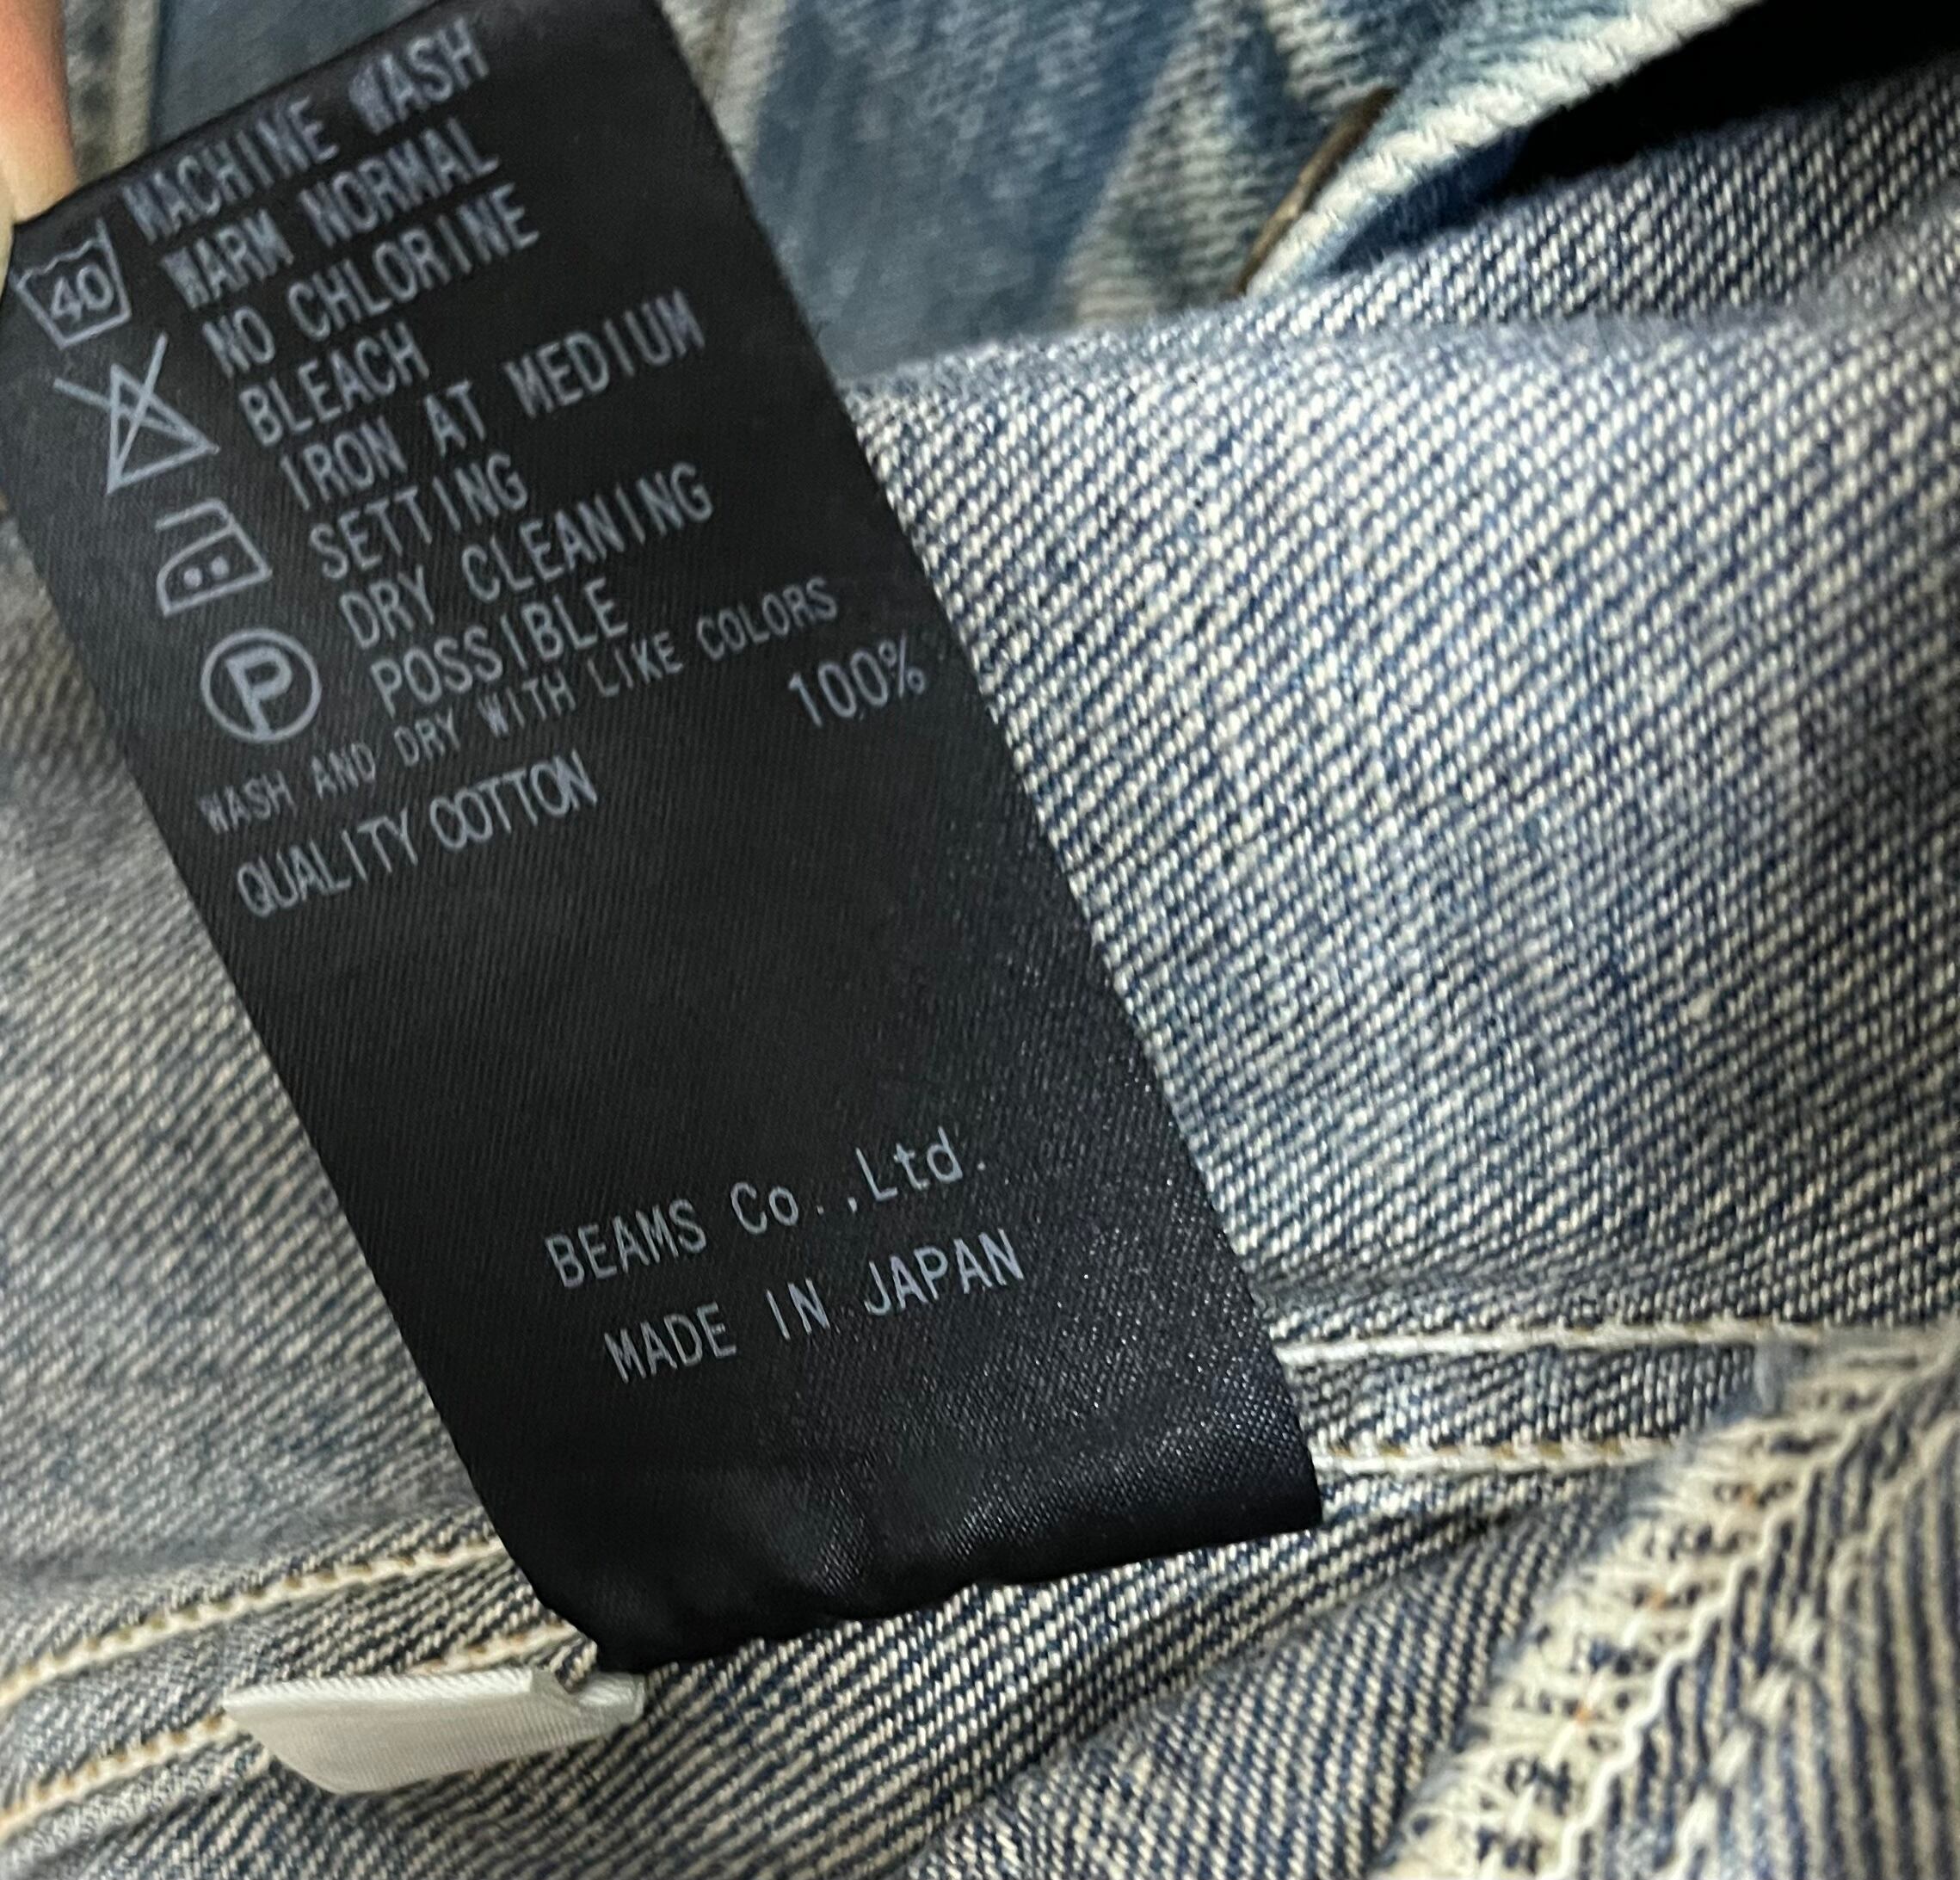 40 MACHINE WASH
WARM NORMAL
NO CHLORINE
BLEACH
IRON AT MEDIUM
SETTING
P DRY CLEANING
POSSIBLE
WASH AND DRY WITH LIKE COLORS
QUALITY COTTON 100%
BEAMS Co.,Ltd.
MADE IN JAPAN